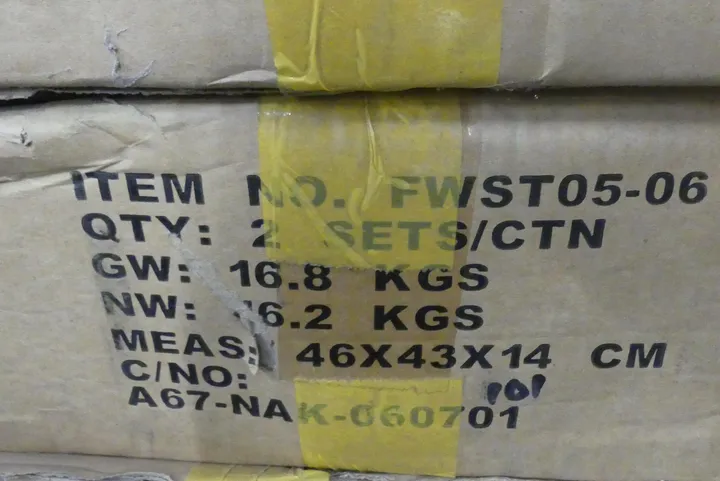 ITEM NO. FWST05-06
QTY: 2 SETS/CTN
GW: 16.8 KGS
NW: 16.2 KGS
MEAS: 46X43X14 CM
C/NO: 101
A67-NAK-060701